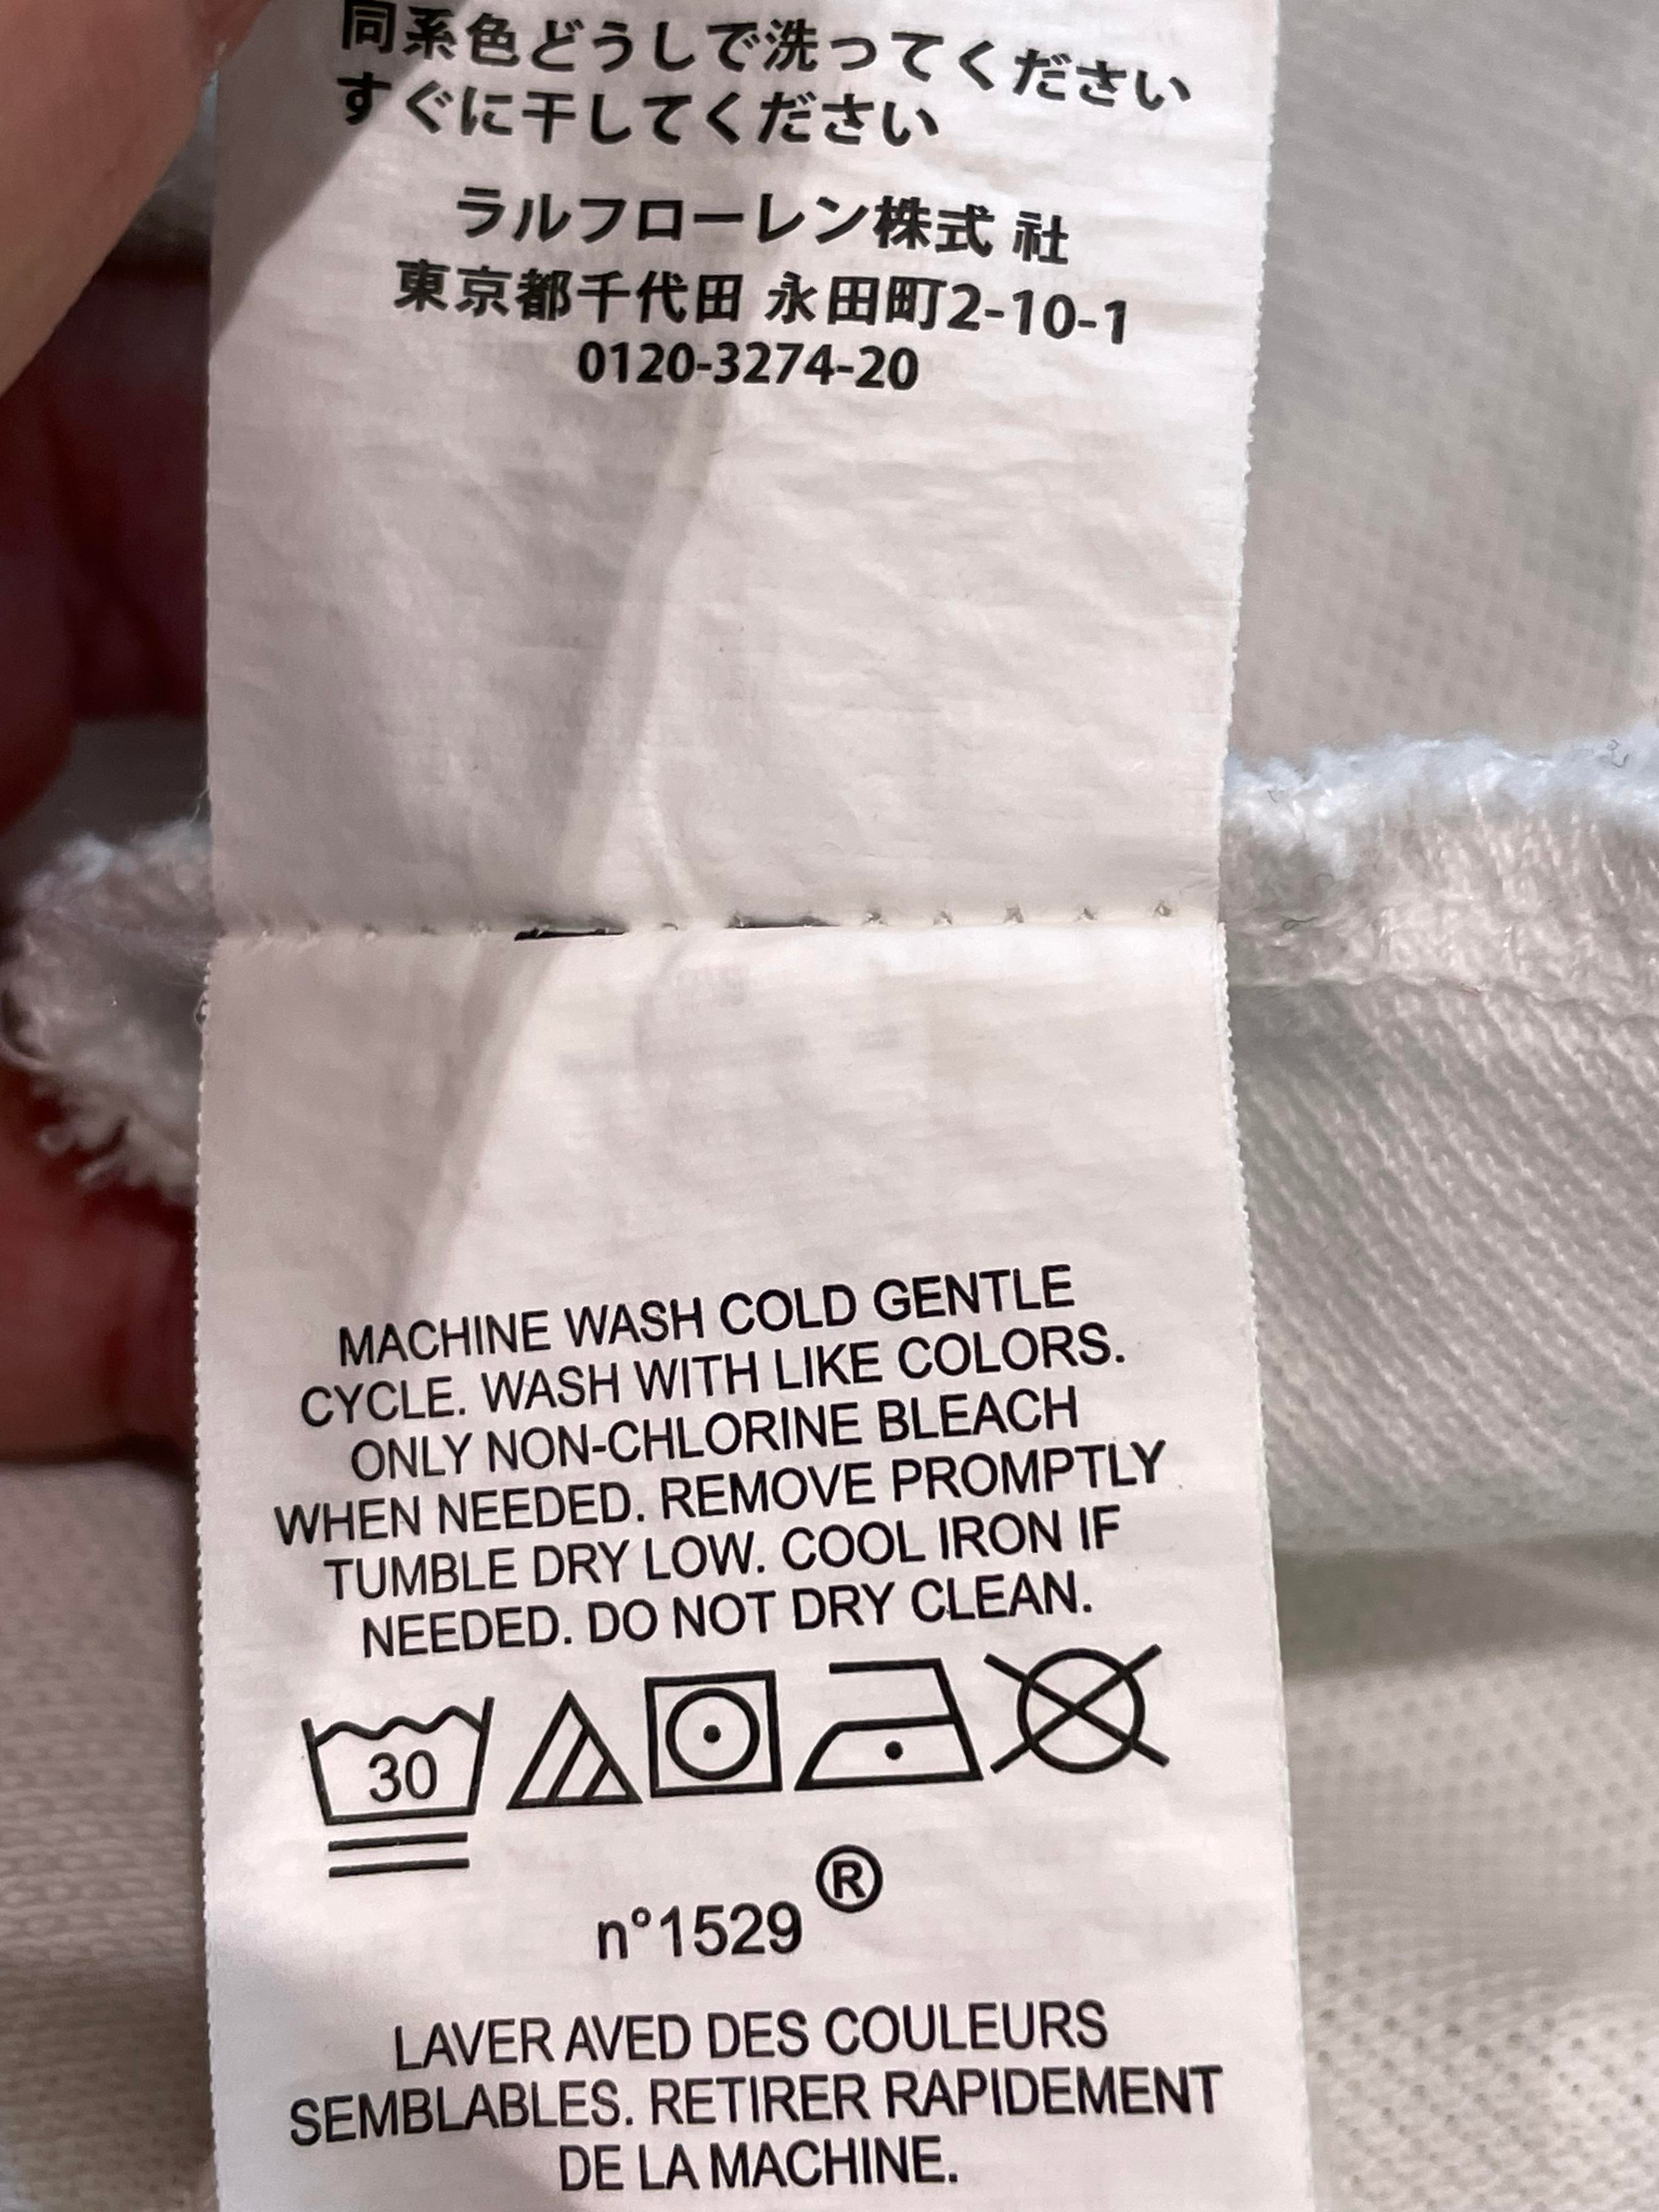 同系色どうしで洗ってください
すぐに干してください
ラルフローレン株式 社
東京都千代田 永田町2-10-1
0120-3274-20
MACHINE WASH COLD GENTLE
CYCLE. WASH WITH LIKE COLORS.
ONLY NON-CHLORINE BLEACH
WHEN NEEDED. REMOVE PROMPTLY
TUMBLE DRY LOW. COOL IRON IF
NEEDED. DO NOT DRY CLEAN.
30
n°1529 ®
LAVER AVED DES COULEURS
SEMBLABLES. RETIRER RAPIDEMENT
DE LA MACHINE.